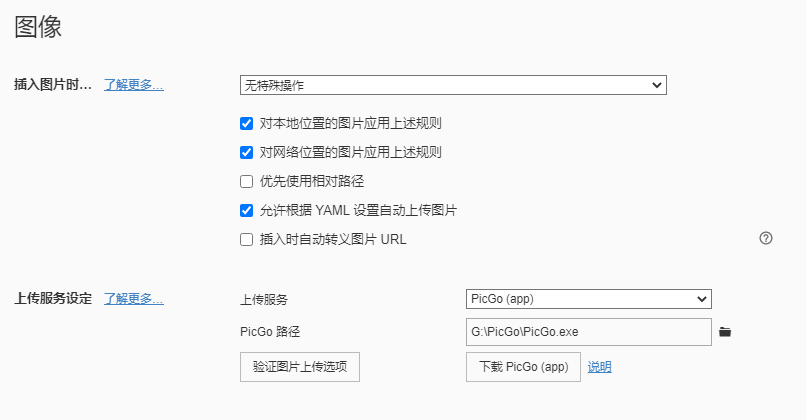 图像
插入图片时... 了解更多... 无特殊操作
对本地位置的图片应用上述规则
对网络位置的图片应用上述规则
优先使用相对路径
允许根据 YAML 设置自动上传图片
插入时自动转义图片 URL
上传服务设定 了解更多... 上传服务 PicGo (app)
PicGo 路径 G:\PicGo\PicGo.exe
验证图片上传选项 下载 PicGo (app) 说明